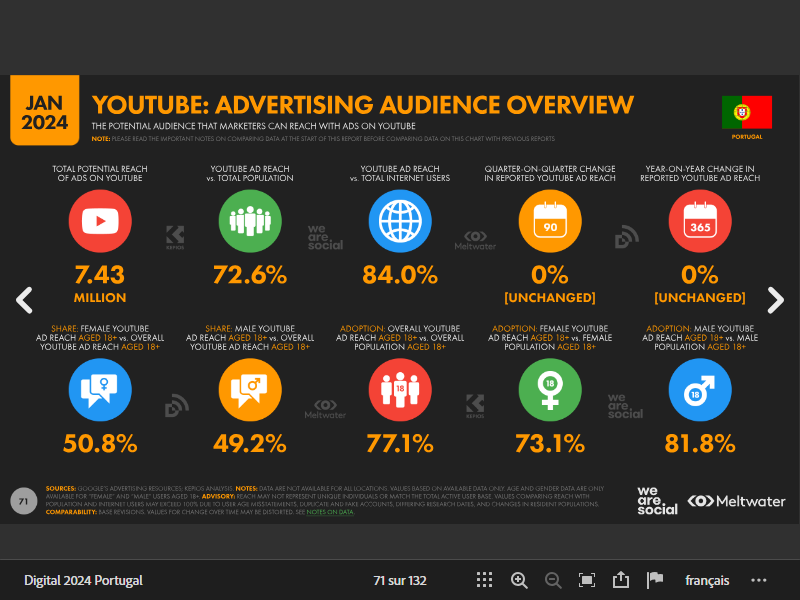 JAN
2024
YOUTUBE: ADVERTISING AUDIENCE OVERVIEW
THE POTENTIAL AUDIENCE THAT MARKETERS CAN REACH WITH ADS ON YOUTUBE
NOTE: PLEASE READ THE IMPORTANT NOTES ON COMPARING DATA AT THE START OF THIS REPORT BEFORE COMPARING DATA ON THIS CHART WITH PREVIOUS REPORTS
PORTUGAL
TOTAL POTENTIAL REACH
OF ADS ON YOUTUBE
7.43
MILLION
YOUTUBE AD REACH
vs. TOTAL POPULATION
72.6%
YOUTUBE AD REACH
vs. TOTAL INTERNET USERS
84.0%
QUARTER-ON-QUARTER CHANGE
IN REPORTED YOUTUBE AD REACH
90
0%
[UNCHANGED]
YEAR-ON-YEAR CHANGE IN
REPORTED YOUTUBE AD REACH
365
0%
[UNCHANGED]
KEPIOS
we
are.
social
Meltwater
SHARE: FEMALE YOUTUBE
AD REACH AGED 18+ vs. OVERALL
YOUTUBE AD REACH AGED 18+
50.8%
SHARE: MALE YOUTUBE
AD REACH AGED 18+ vs. OVERALL
YOUTUBE AD REACH AGED 18+
49.2%
ADOPTION: OVERALL YOUTUBE
AD REACH AGED 18+ vs. OVERALL
POPULATION AGED 18+
18
77.1%
ADOPTION: FEMALE YOUTUBE
AD REACH AGED 18+ vs. FEMALE
POPULATION AGED 18+
18
73.1%
ADOPTION: MALE YOUTUBE
AD REACH AGED 18+ vs. MALE
POPULATION AGED 18+
18
81.8%
Meltwater
KEPIOS
we
are.
social
71
SOURCES: GOOGLE'S ADVERTISING RESOURCES; KEPIOS ANALYSIS. NOTES: DATA ARE NOT AVAILABLE FOR ALL LOCATIONS. VALUES BASED ON AVAILABLE DATA ONLY. AGE AND GENDER DATA ARE ONLY
AVAILABLE FOR "FEMALE" AND "MALE" USERS AGED 18+. ADVISORY: REACH MAY NOT REPRESENT UNIQUE INDIVIDUALS OR MATCH THE TOTAL ACTIVE USER BASE. VALUES COMPARING REACH WITH
POPULATION AND INTERNET USERS MAY EXCEED 100% DUE TO USER AGE MISSTATEMENTS, DUPLICATE AND FAKE ACCOUNTS, DIFFERING RESEARCH DATES, AND CHANGES IN RESIDENT POPULATIONS.
COMPARABILITY: BASE REVISIONS. VALUES FOR CHANGE OVER TIME MAY BE DISTORTED. SEE NOTES ON DATA.
we
are.
social
Meltwater
Digital 2024 Portugal
71 sur 132
français